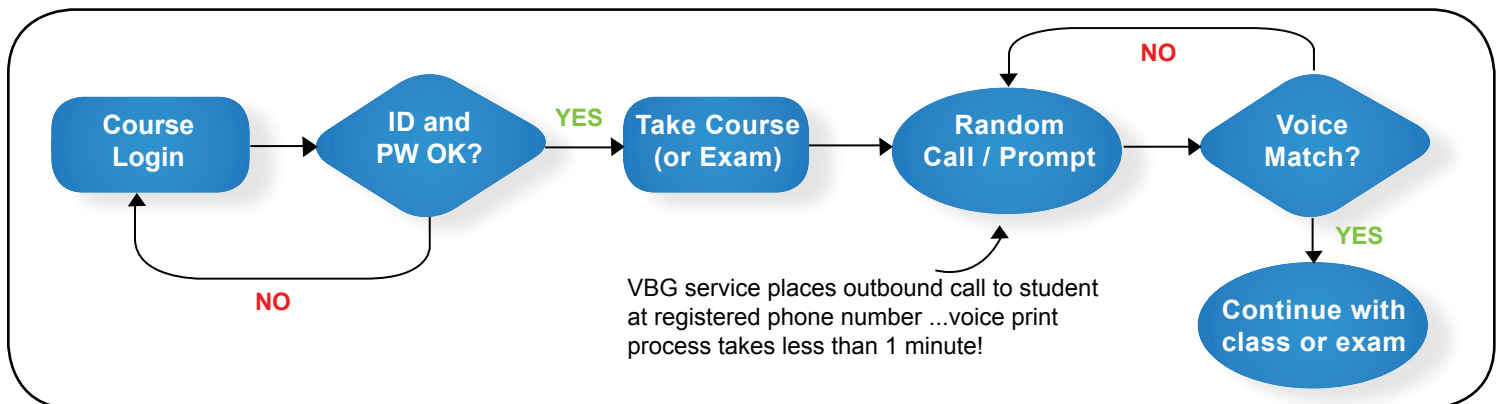 Course
Login
ID and
PW OK?
YES
NO
Take Course
(or Exam)
Random
Call / Prompt
NO
Voice
Match?
YES
Continue with
class or exam
VBG service places outbound call to student
at registered phone number ...voice print
process takes less than 1 minute!